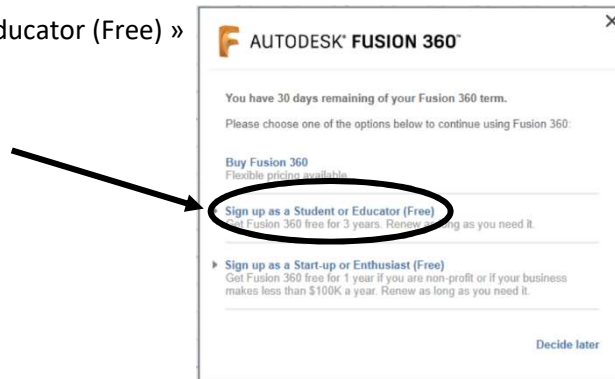 ducator (Free) »
AUTODESK® FUSION 360™
You have 30 days remaining of your Fusion 360 term.
Please choose one of the options below to continue using Fusion 360:
Buy Fusion 360
Flexible pricing available
Sign up as a Student or Educator (Free)
Get Fusion 360 free for 3 years. Renew as long as you need it.
Sign up as a Start-up or Enthusiast (Free)
Get Fusion 360 free for 1 year if you are non-profit or if your business
makes less than $100K a year. Renew as long as you need it.
Decide later